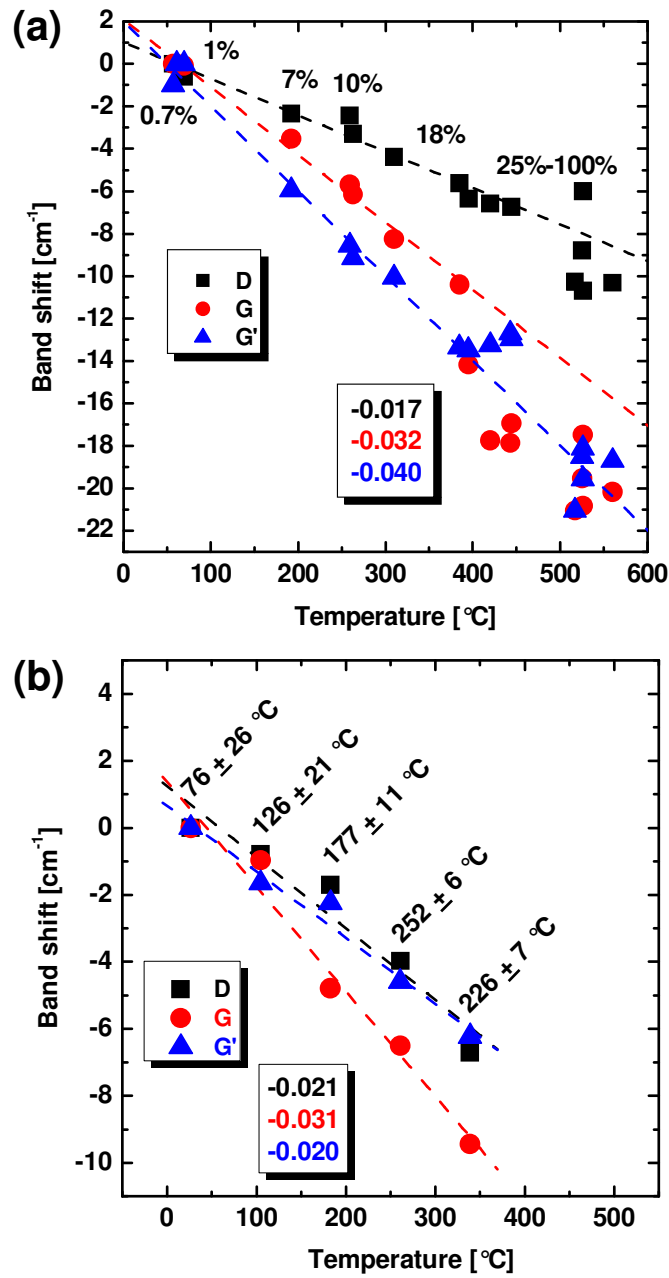 (a)
2
0
-2
-4
-6
-8
-10
-12
-14
-16
-18
-20
-22
Band shift [cm-1]
1%
7%
10%
0.7%
18%
25%-100%
D
G
G'
-0.017
-0.032
-0.040
0 100 200 300 400 500 600
Temperature [°C]
(b)
4
2
0
-2
-4
-6
-8
-10
Band shift [cm-1]
76 ± 26 °C
126 ± 21 °C
177 ± 11 °C
252 ± 6 °C
226 ± 7 °C
D
G
G'
-0.021
-0.031
-0.020
0 100 200 300 400 500
Temperature [°C]